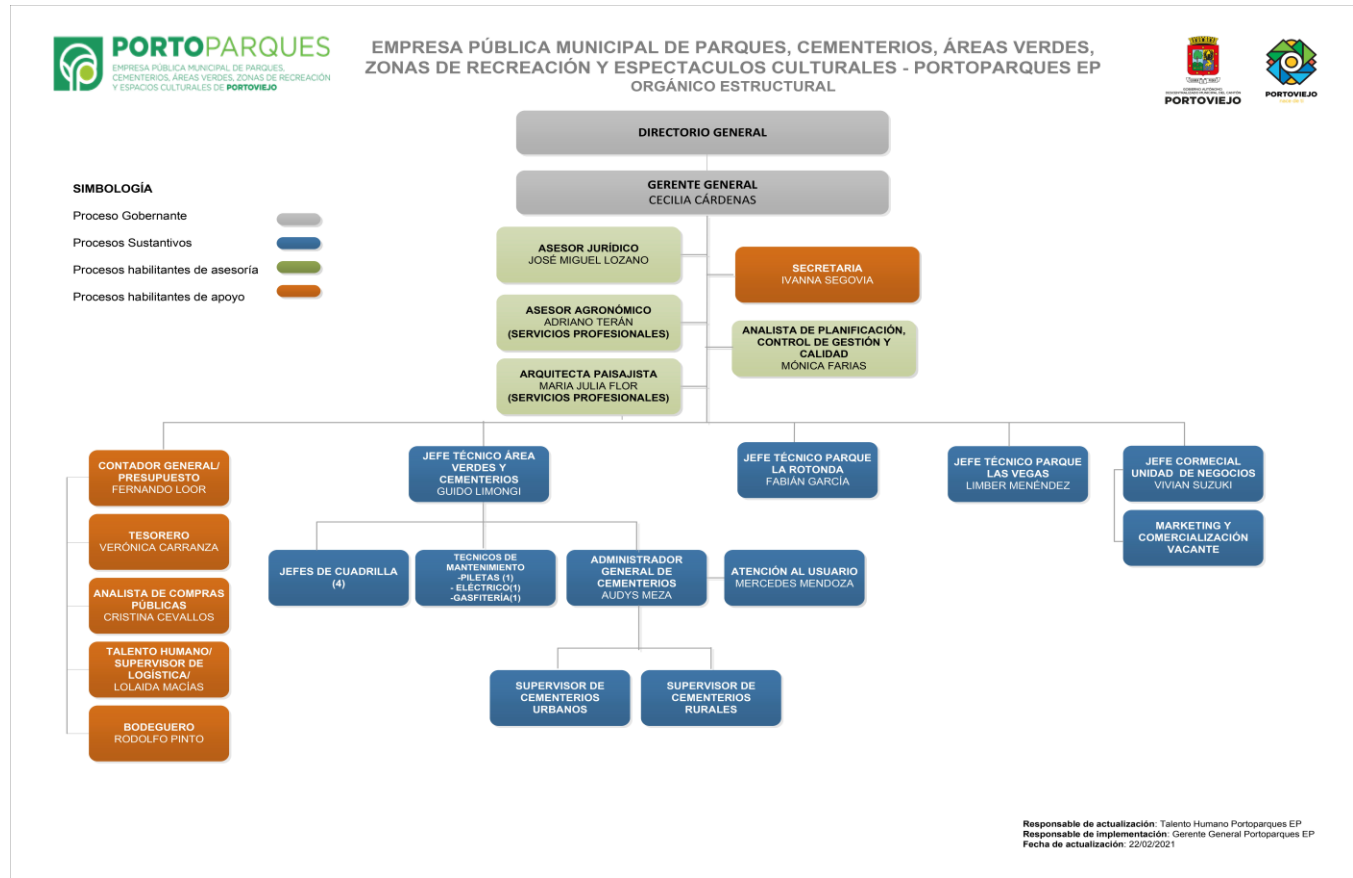 PORTOPARQUES
EMPRESA PÚBLICA MUNICIPAL DE PARQUES,
CEMENTERIOS, ÁREAS VERDES, ZONAS DE RECREACIÓN
Y ESPACIOS CULTURALES DE PORTOVIEJO
EMPRESA PÚBLICA MUNICIPAL DE PARQUES, CEMENTERIOS, ÁREAS VERDES,
ZONAS DE RECREACIÓN Y ESPECTACULOS CULTURALES - PORTOPARQUES EP
ORGÁNICO ESTRUCTURAL
PORTOVIEJO
PORTOVIEJO
DIRECTORIO GENERAL
GERENTE GENERAL
CECILIA CÁRDENAS
SIMBOLOGÍA
Proceso Gobernante
Procesos Sustantivos
Procesos habilitantes de asesoría
Procesos habilitantes de apoyo
ASESOR JURÍDICO
JOSÉ MIGUEL LOZANO
SECRETARIA
IVANNA SEGOVIA
ASESOR AGRONÓMICO
ADRIANO TERÁN
(SERVICIOS PROFESIONALES)
ANALISTA DE PLANIFICACIÓN,
CONTROL DE GESTIÓN Y
CALIDAD
MÓNICA FARIAS
ARQUITECTA PAISAJISTA
MARIA JULIA FLOR
(SERVICIOS PROFESIONALES)
CONTADOR GENERAL/
PRESUPUESTO
FERNANDO LOOR
JEFE TÉCNICO ÁREA
VERDES Y
CEMENTERIOS
GUIDO LIMONGI
JEFE TÉCNICO PARQUE
LA ROTONDA
FABIÁN GARCÍA
JEFE TÉCNICO PARQUE
LAS VEGAS
LIMBER MENÉNDEZ
JEFE CORMECIAL
UNIDAD DE NEGOCIOS
VIVIAN SUZUKI
TESORERO
VERÓNICA CARRANZA
MARKETING Y
COMERCIALIZACIÓN
VACANTE
JEFES DE CUADRILLA
(4)
TECNICOS DE
MANTENIMIENTO
-PILETAS (1)
- ELÉCTRICO(1)
-GASFITERÍA(1)
ADMINISTRADOR
GENERAL DE
CEMENTERIOS
AUDYS MEZA
ATENCIÓN AL USUARIO
MERCEDES MENDOZA
ANALISTA DE COMPRAS
PÚBLICAS
CRISTINA CEVALLOS
TALENTO HUMANO/
SUPERVISOR DE
LOGÍSTICA/
LOLAIDA MACÍAS
SUPERVISOR DE
CEMENTERIOS
URBANOS
SUPERVISOR DE
CEMENTERIOS
RURALES
BODEGUERO
RODOLFO PINTO
Responsable de actualización: Talento Humano Portoparques EP
Responsable de implementación: Gerente General Portoparques EP
Fecha de actualización: 22/02/2021